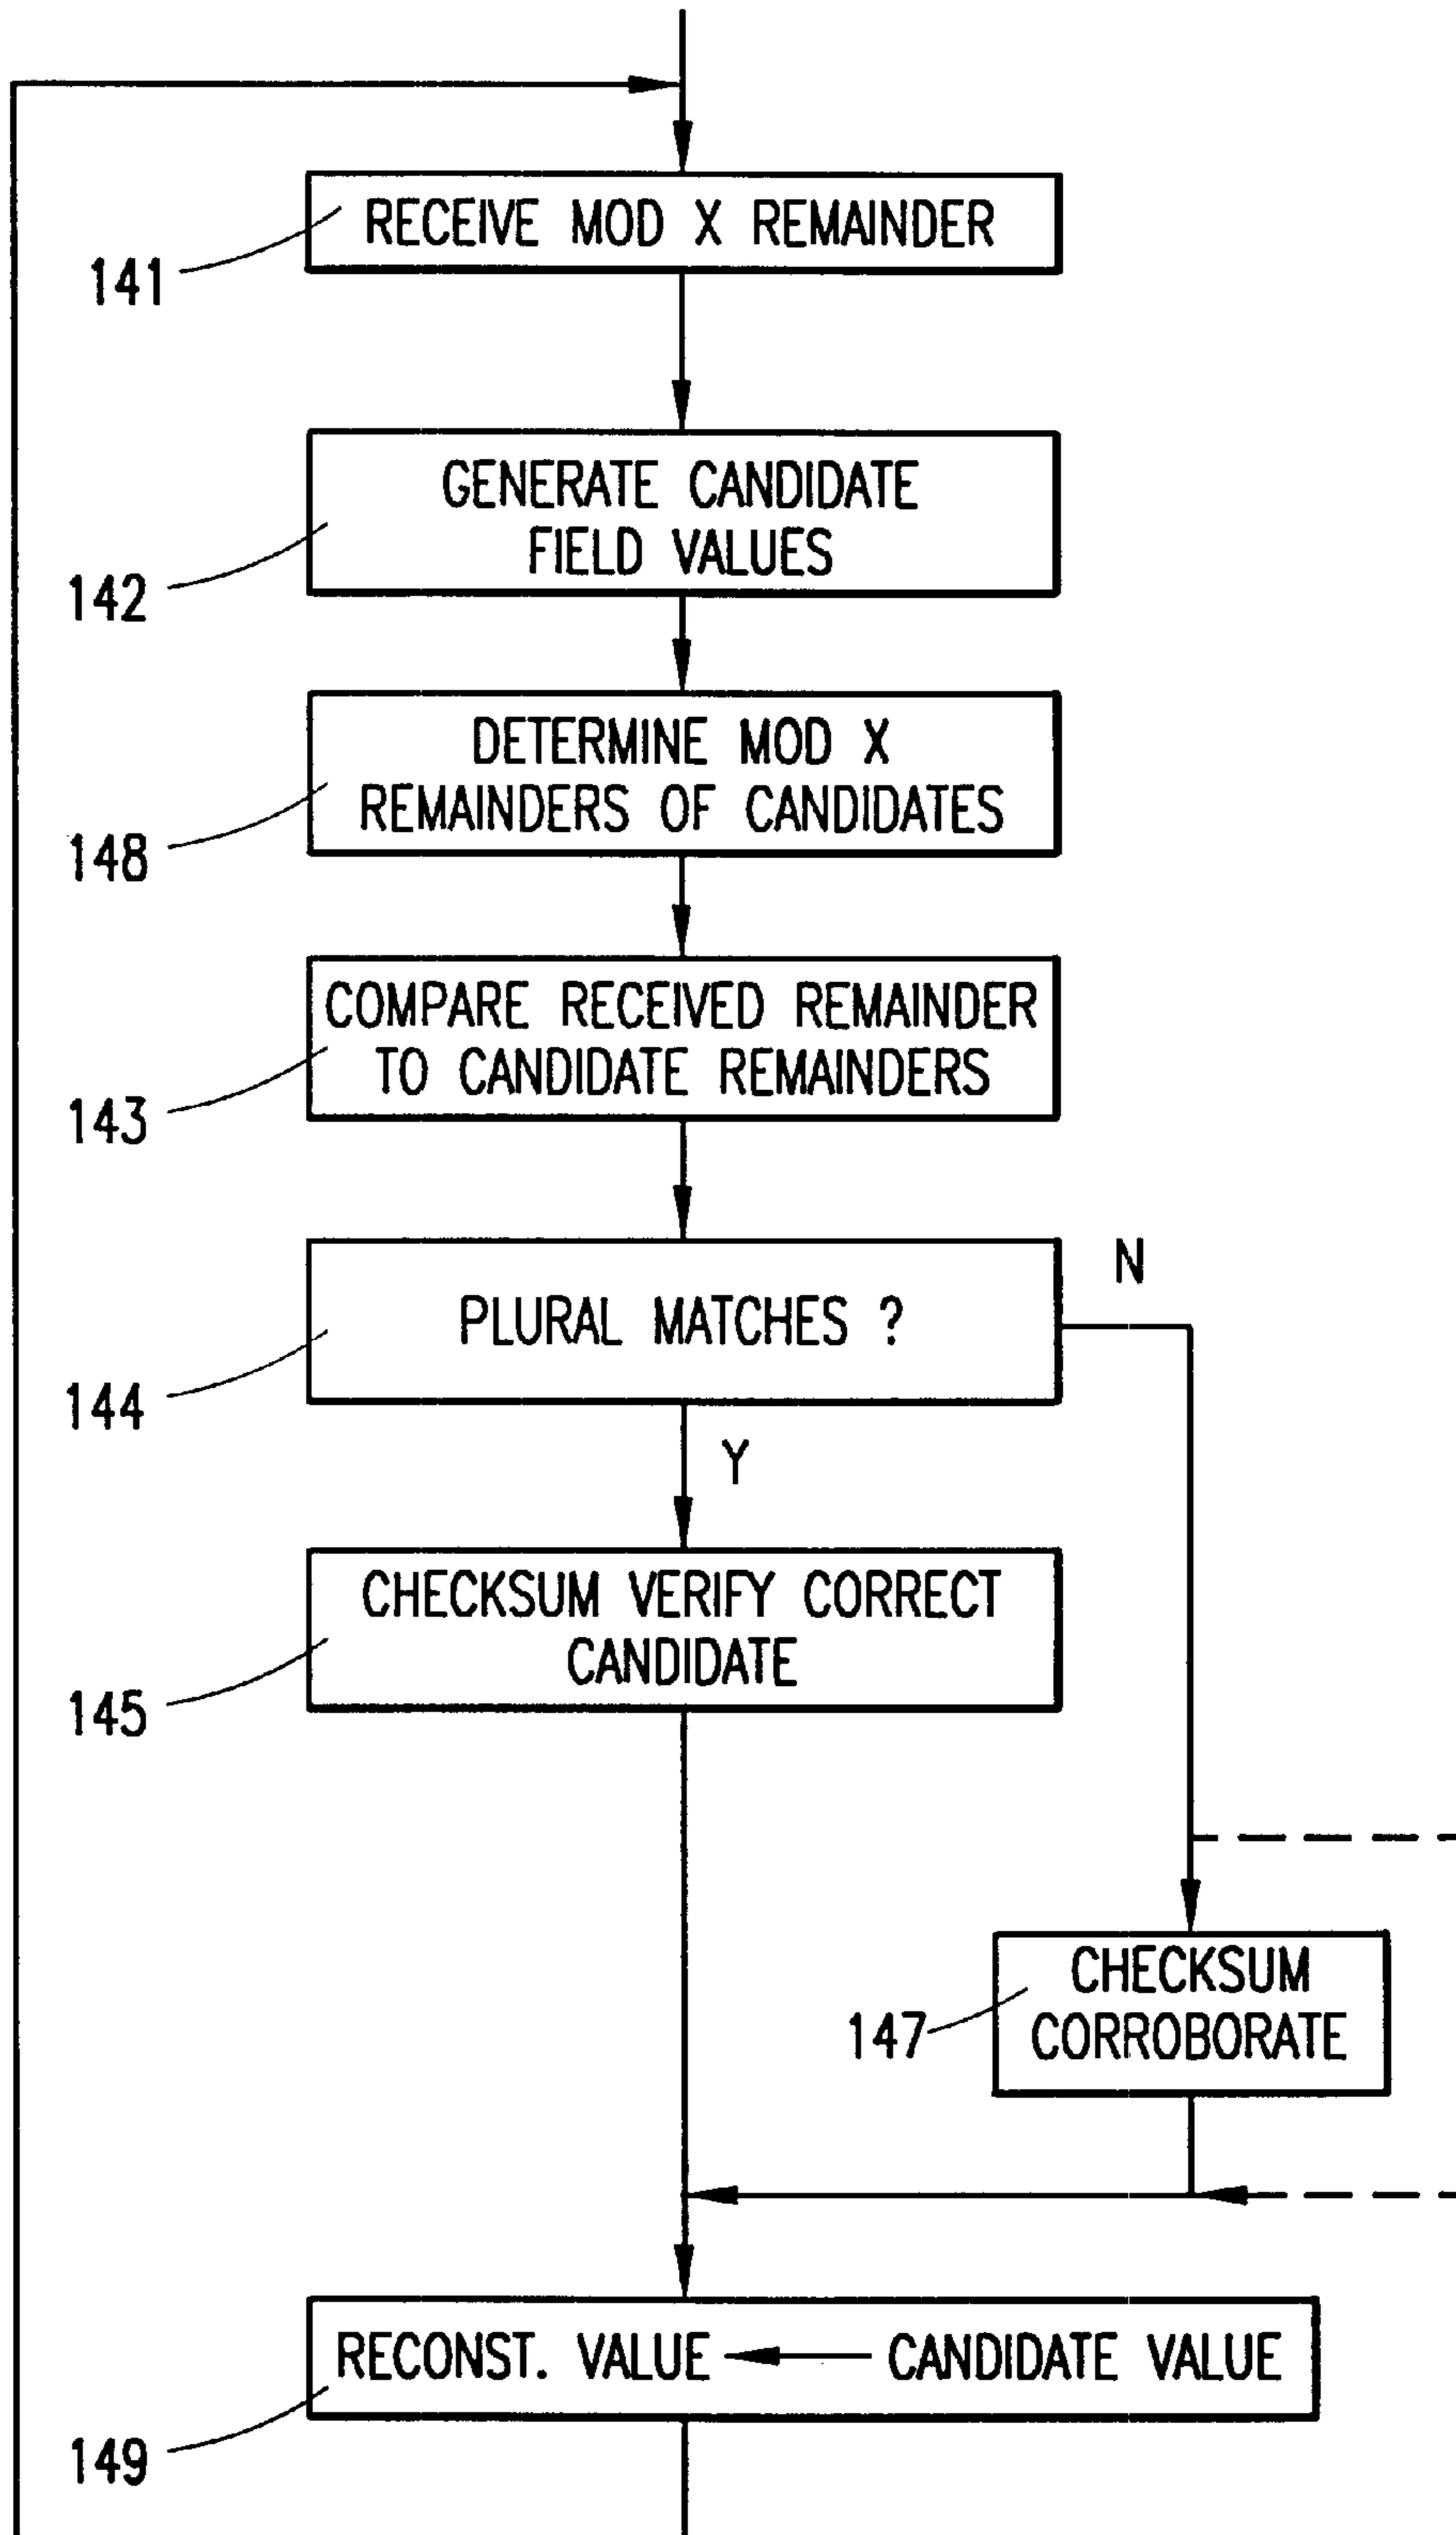 RECEIVE MOD X REMAINDER
141
GENERATE CANDIDATE
FIELD VALUES
142
DETERMINE MOD X
REMAINDERS OF CANDIDATES
148
COMPARE RECEIVED REMAINDER
TO CANDIDATE REMAINDERS
143
N
PLURAL MATCHES ?
144
Y
CHECKSUM VERIFY CORRECT
CANDIDATE
145
CHECKSUM
CORROBORATE
147
RECONST. VALUE CANDIDATE VALUE
149